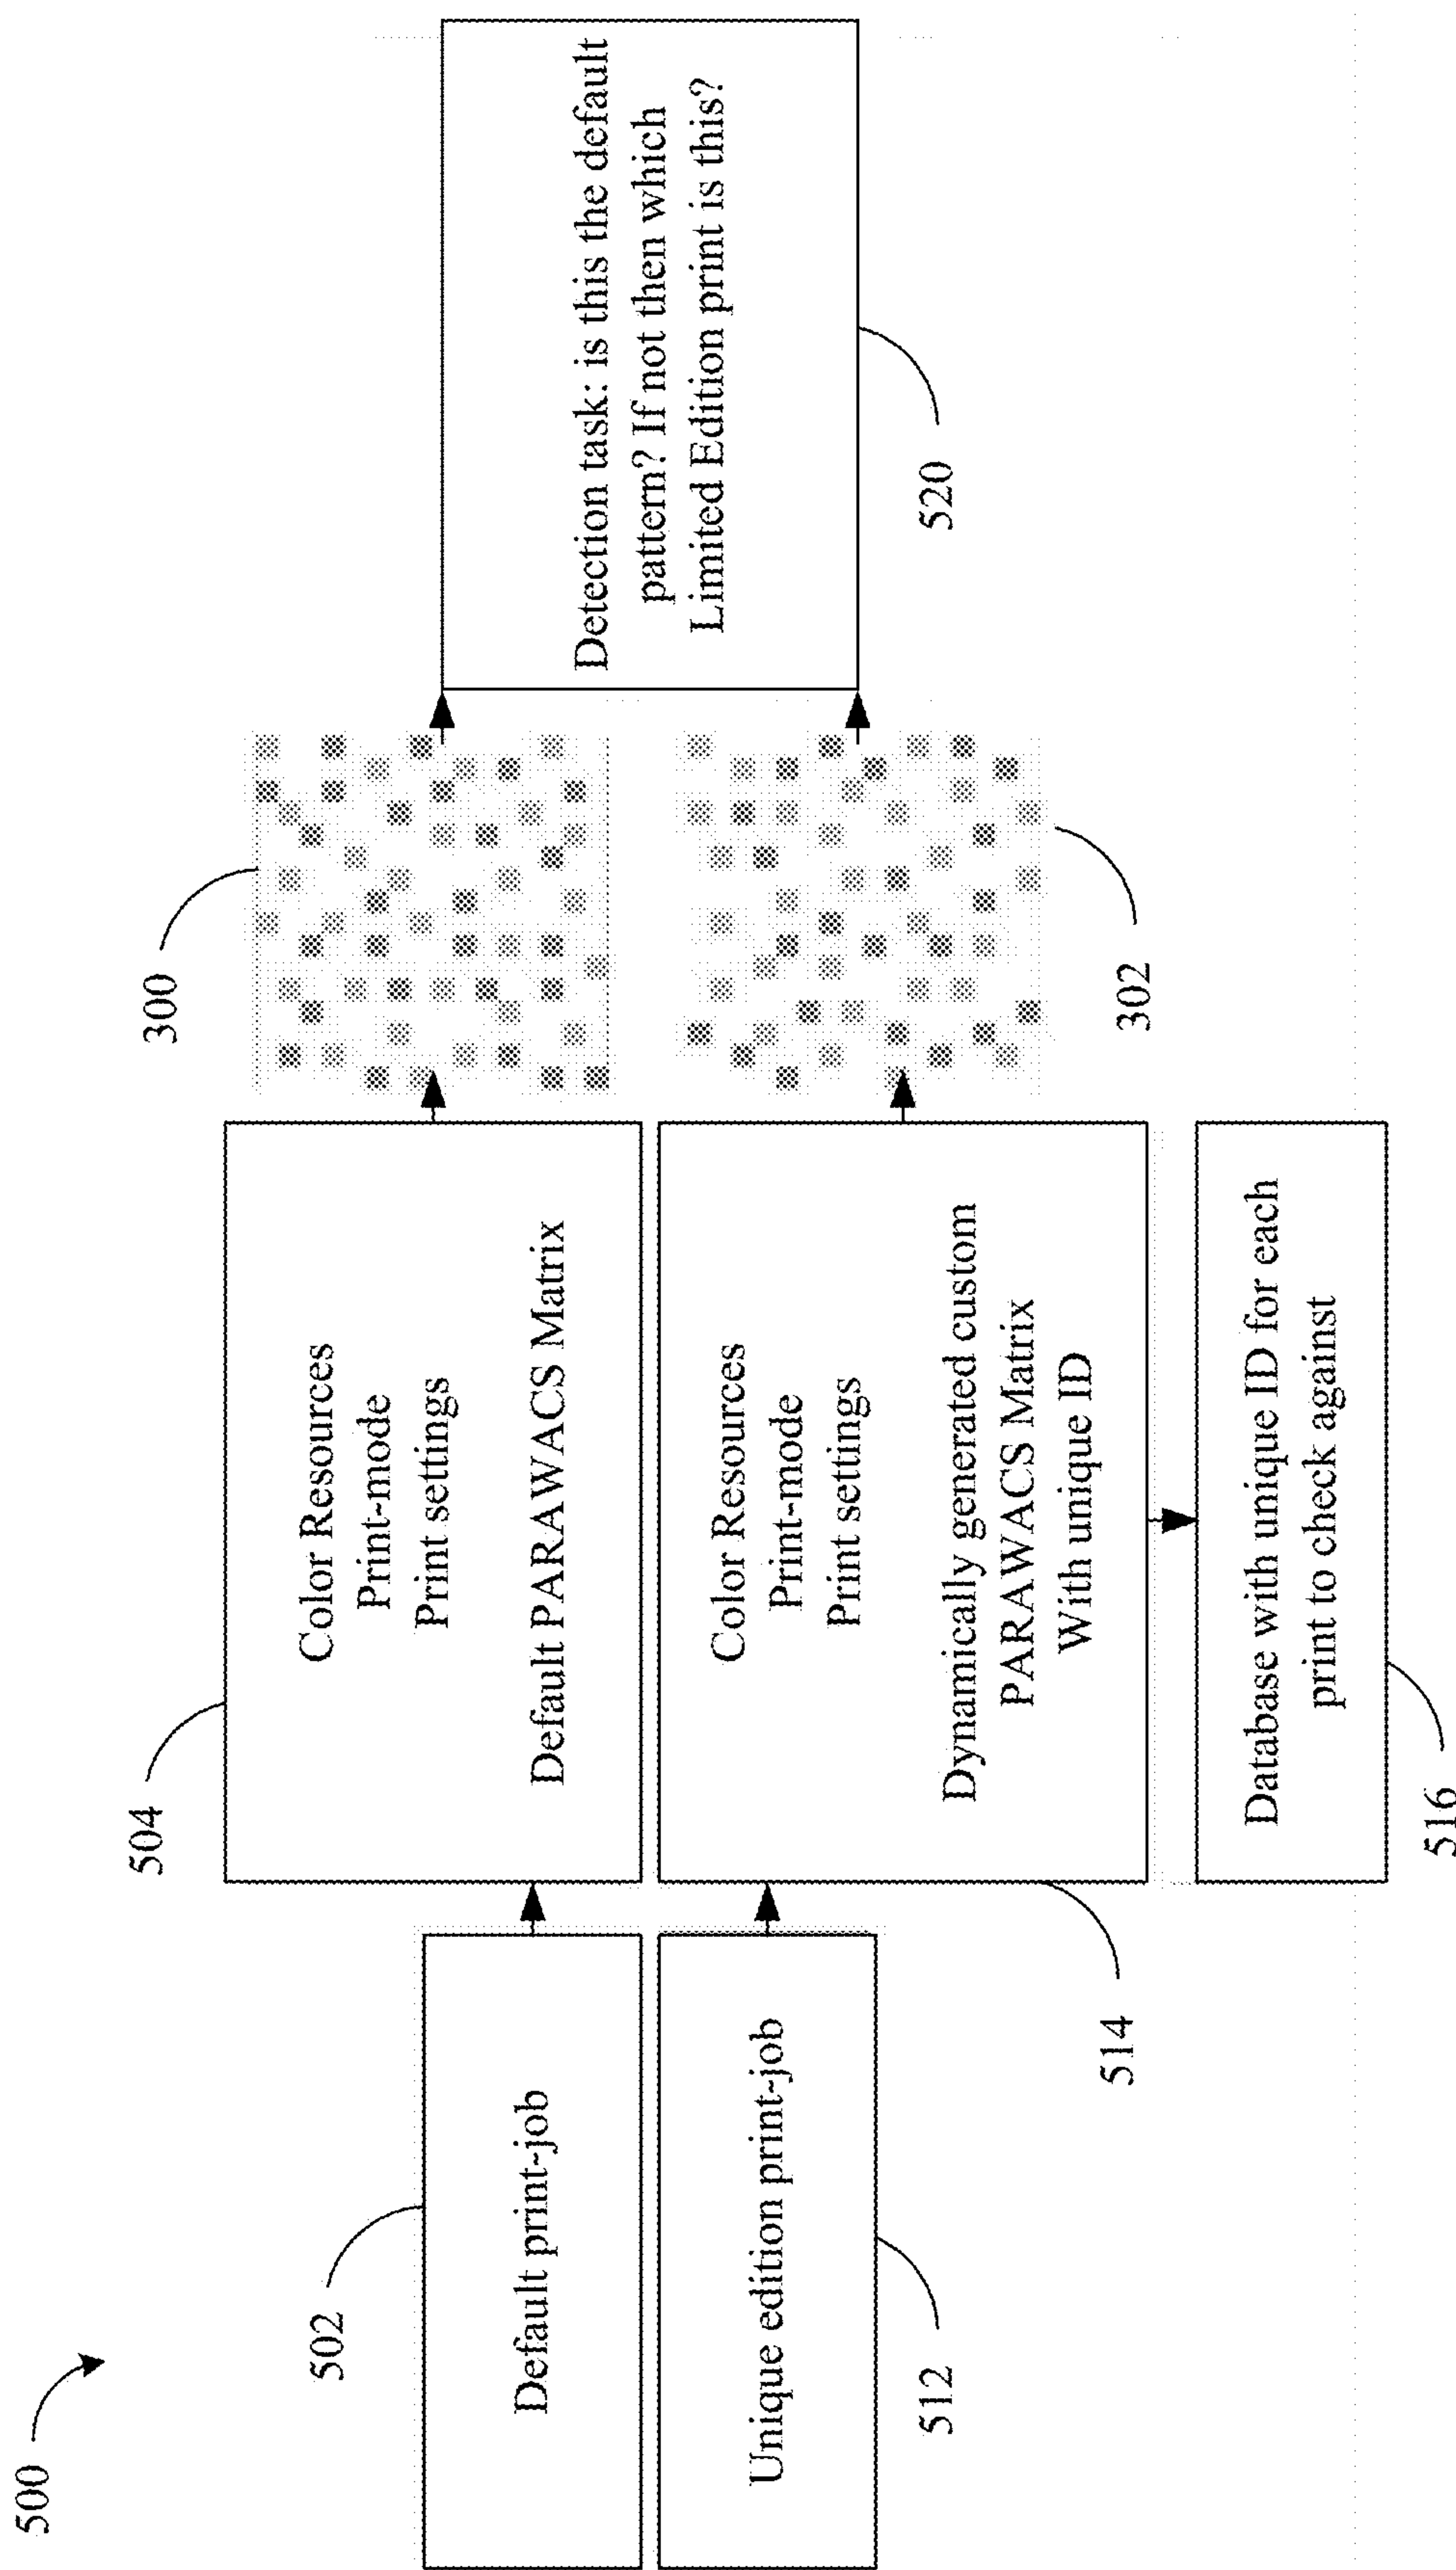 500
502
Default print-job
504
Color Resources
Print-mode
Print settings
Default PARAWACS Matrix
300
512
Unique edition print-job
514
Color Resources
Print-mode
Print settings
Dynamically generated custom
PARAWACS Matrix
With unique ID
302
516
Database with unique ID for each
print to check against
Detection task: is this the default
pattern? If not then which
Limited Edition print is this?
520